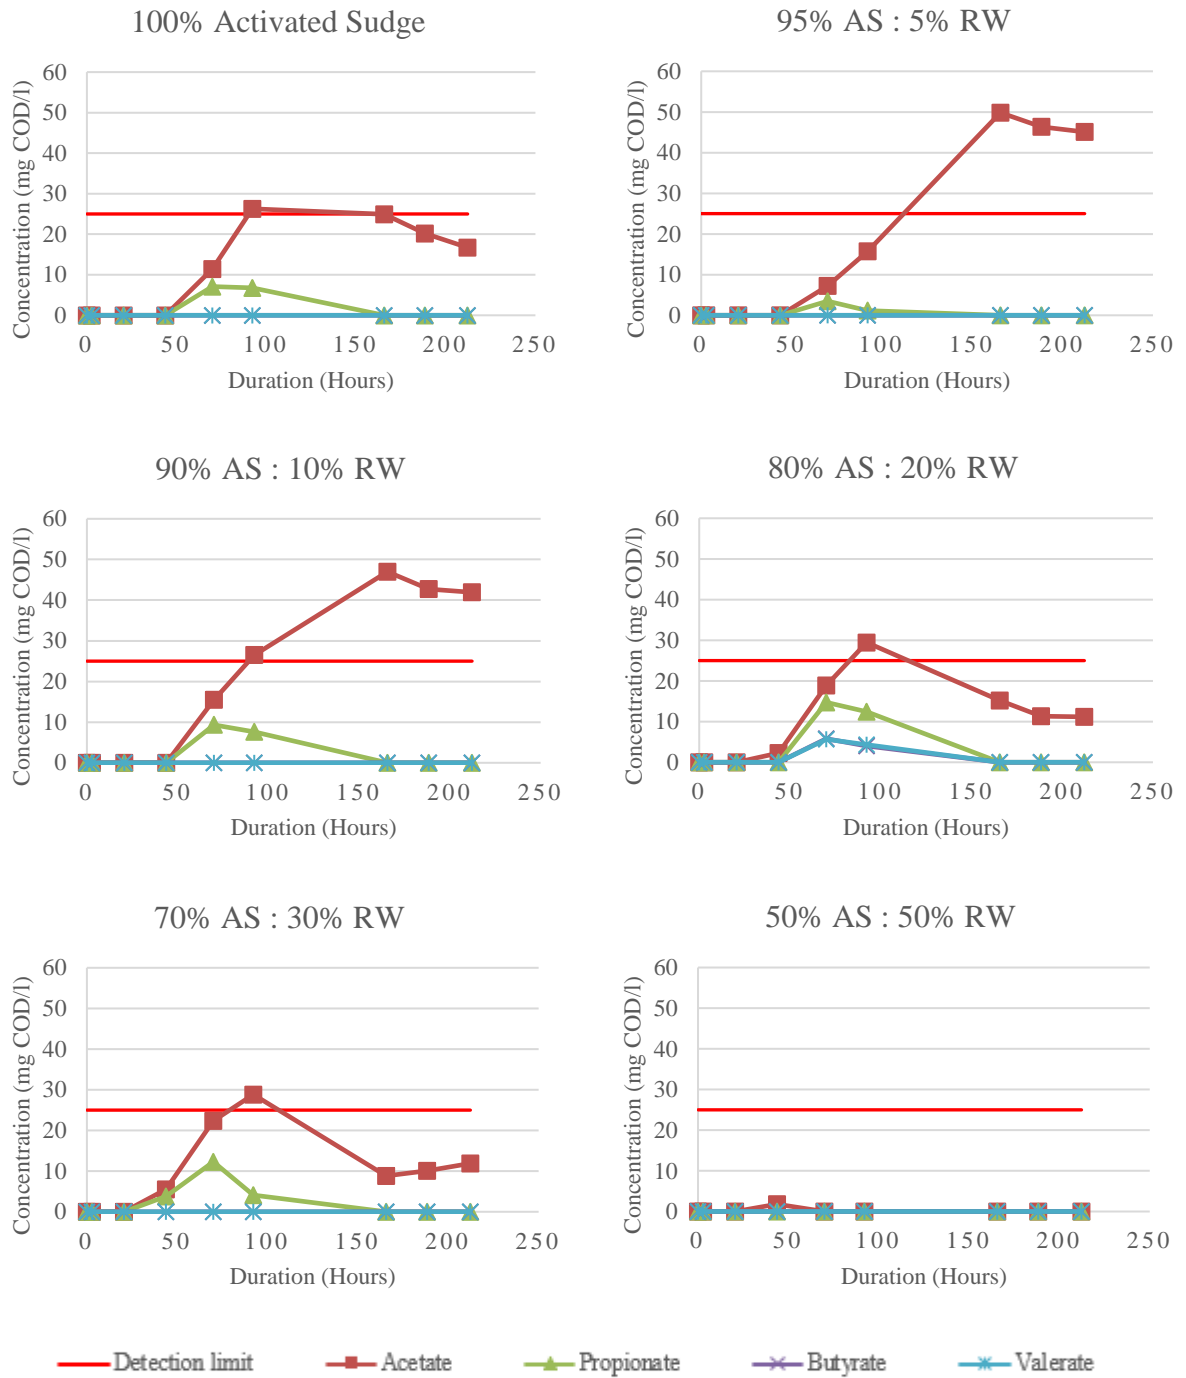 100% Activated Sudge
Concentration (mg COD/l)
60
50
40
30
20
10
0
0 50 100 150 200 250
Duration (Hours)
95% AS : 5% RW
Concentration (mg COD/l)
60
50
40
30
20
10
0
0 50 100 150 200 250
Duration (Hours)
90% AS : 10% RW
Concentration (mg COD/l)
60
50
40
30
20
10
0
0 50 100 150 200 250
Duration (Hours)
80% AS : 20% RW
Concentration (mg COD/l)
60
50
40
30
20
10
0
0 50 100 150 200 250
Duration (Hours)
70% AS : 30% RW
Concentration (mg COD/l)
60
50
40
30
20
10
0
0 50 100 150 200 250
Duration (Hours)
50% AS : 50% RW
Concentration (mg COD/l)
60
50
40
30
20
10
0
0 50 100 150 200 250
Duration (Hours)
Detection limit Acetate Propionate Butyrate Valerate